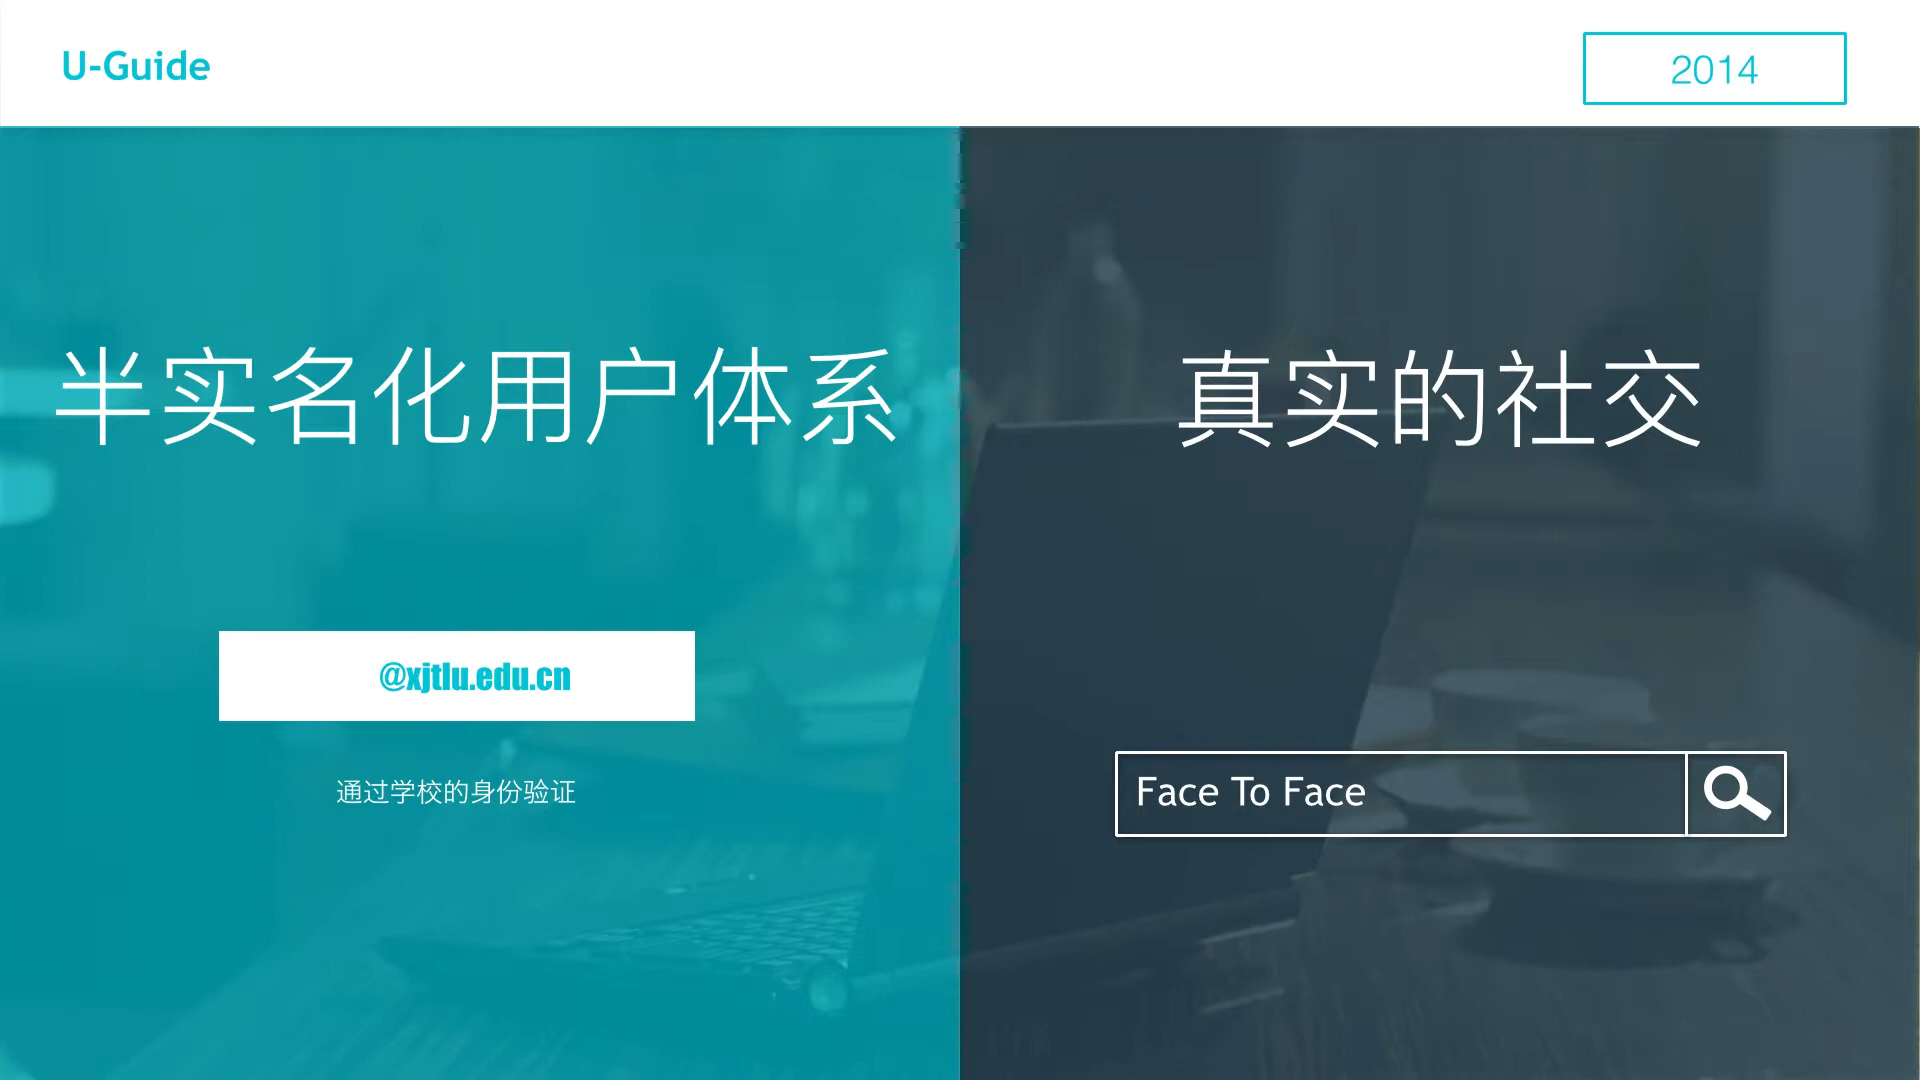 U-Guide
2014
半实名化用户体系
真实的社交
@xjtlu.edu.cn
通过学校的身份验证
Face To Face